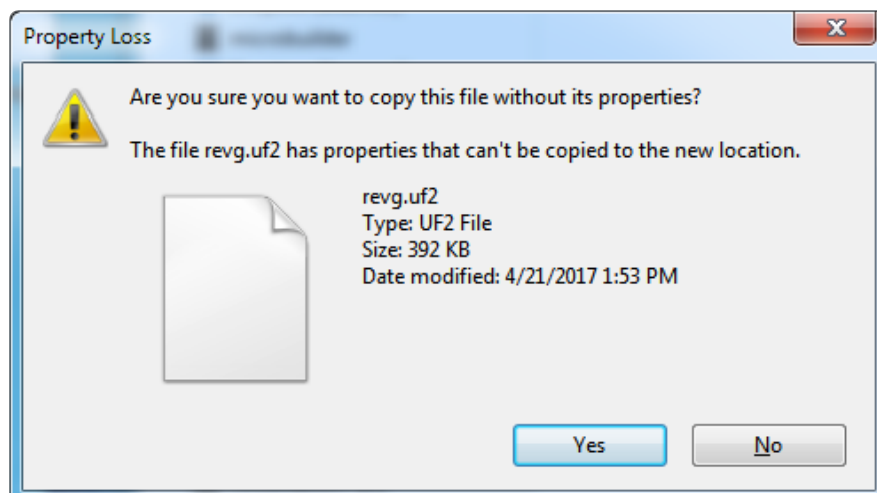 Property Loss
Are you sure you want to copy this file without its properties?
The file revg.uf2 has properties that can't be copied to the new location.
revg.uf2
Type: UF2 File
Size: 392 KB
Date modified: 4/21/2017 1:53 PM
Yes
No